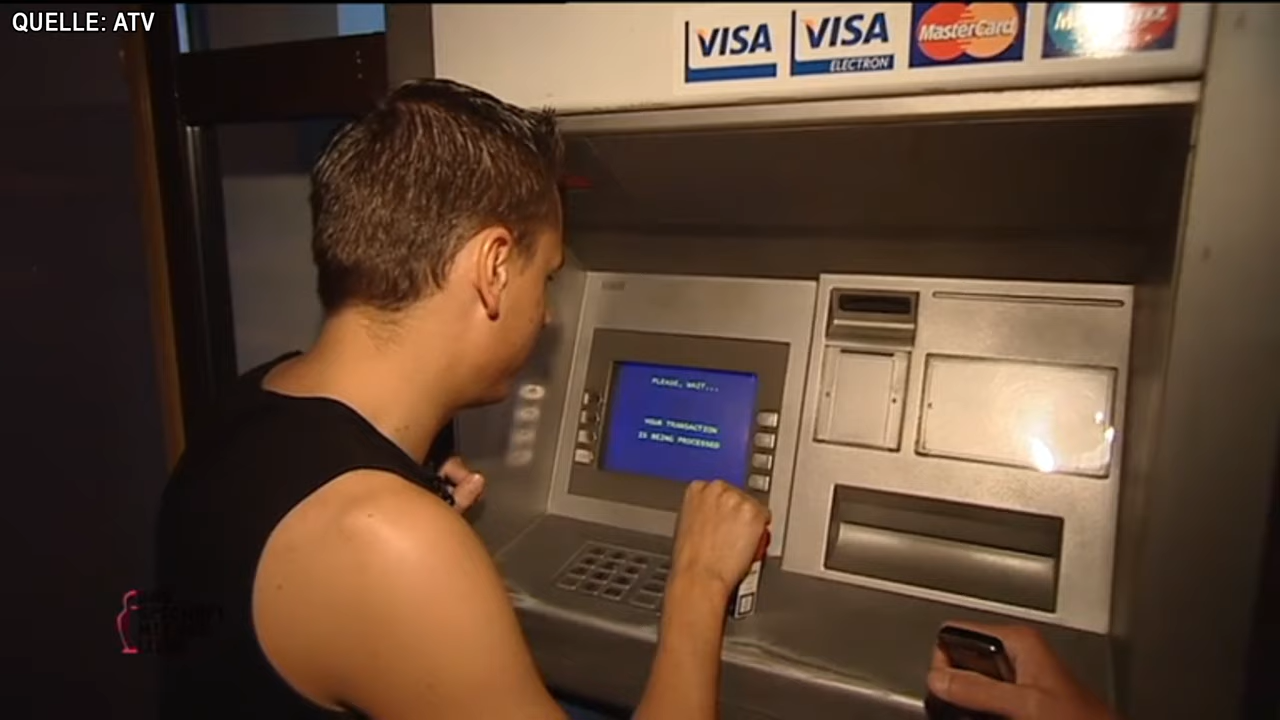 QUELLE: ATV
VISA
VISA
ELECTRON
MasterCard
PLEASE, WAIT...
YOUR TRANSACTION
IS BEING PROCESSED